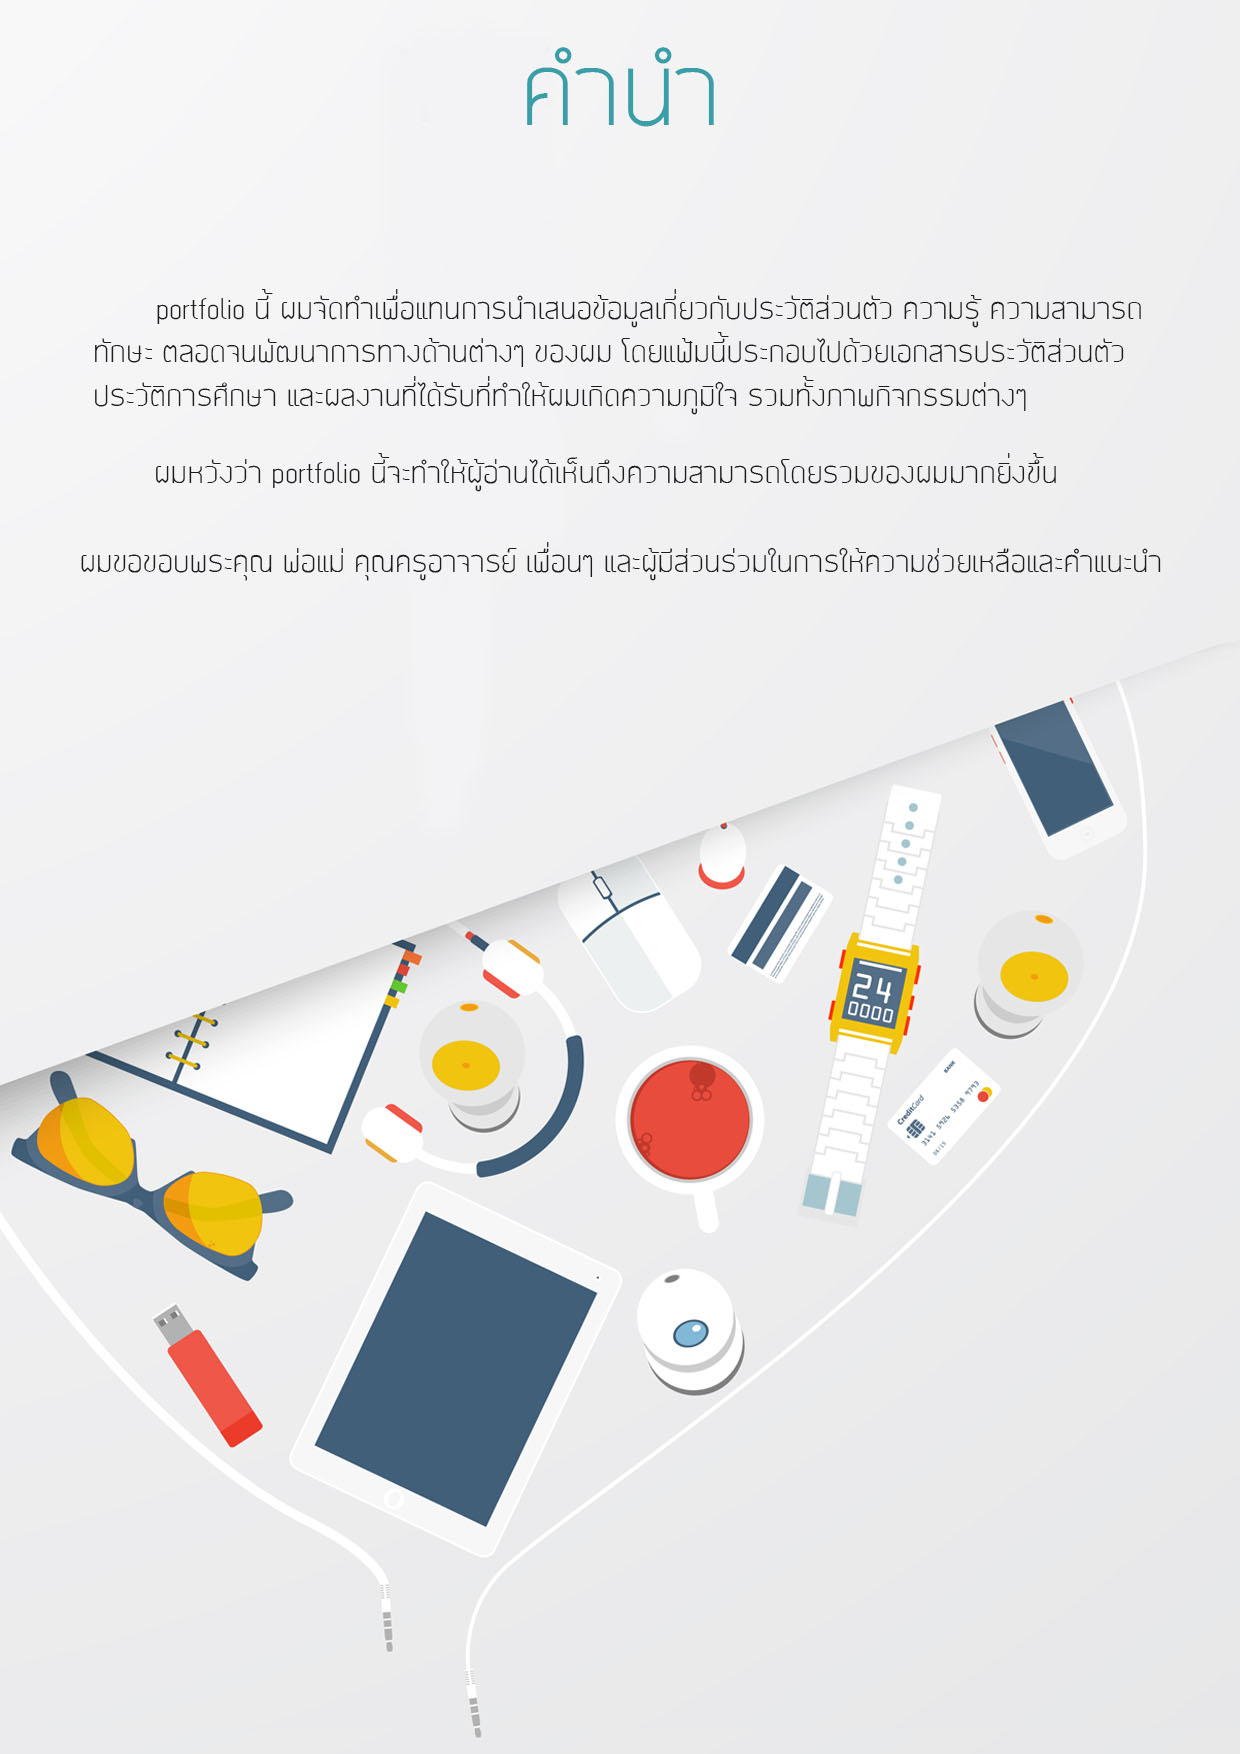 คำนำ
portfolio นี้ ผมจัดทำเพื่อแทนการนำเสนอข้อมูลเกี่ยวกับประวัติส่วนตัว ความรู้ ความสามารถ
ทักษะ ตลอดจนพัฒนาการทางด้านต่างๆ ของผม โดยแฟ้มนี้ประกอบไปด้วยเอกสารประวัติส่วนตัว
ประวัติการศึกษา และผลงานที่ได้รับที่ทำให้ผมเกิดความภูมิใจ รวมทั้งภาพกิจกรรมต่างๆ
ผมหวังว่า portfolio นี้จะทำให้ผู้อ่านได้เห็นถึงความสามารถโดยรวมของผมมากยิ่งขึ้น
ผมขอขอบพระคุณ พ่อแม่ คุณครูอาจารย์ เพื่อนๆ และผู้มีส่วนร่วมในการให้ความช่วยเหลือและคำแนะนำ
24
0000
BANK
CreditCard
3141 5926 5358 9793
06/15